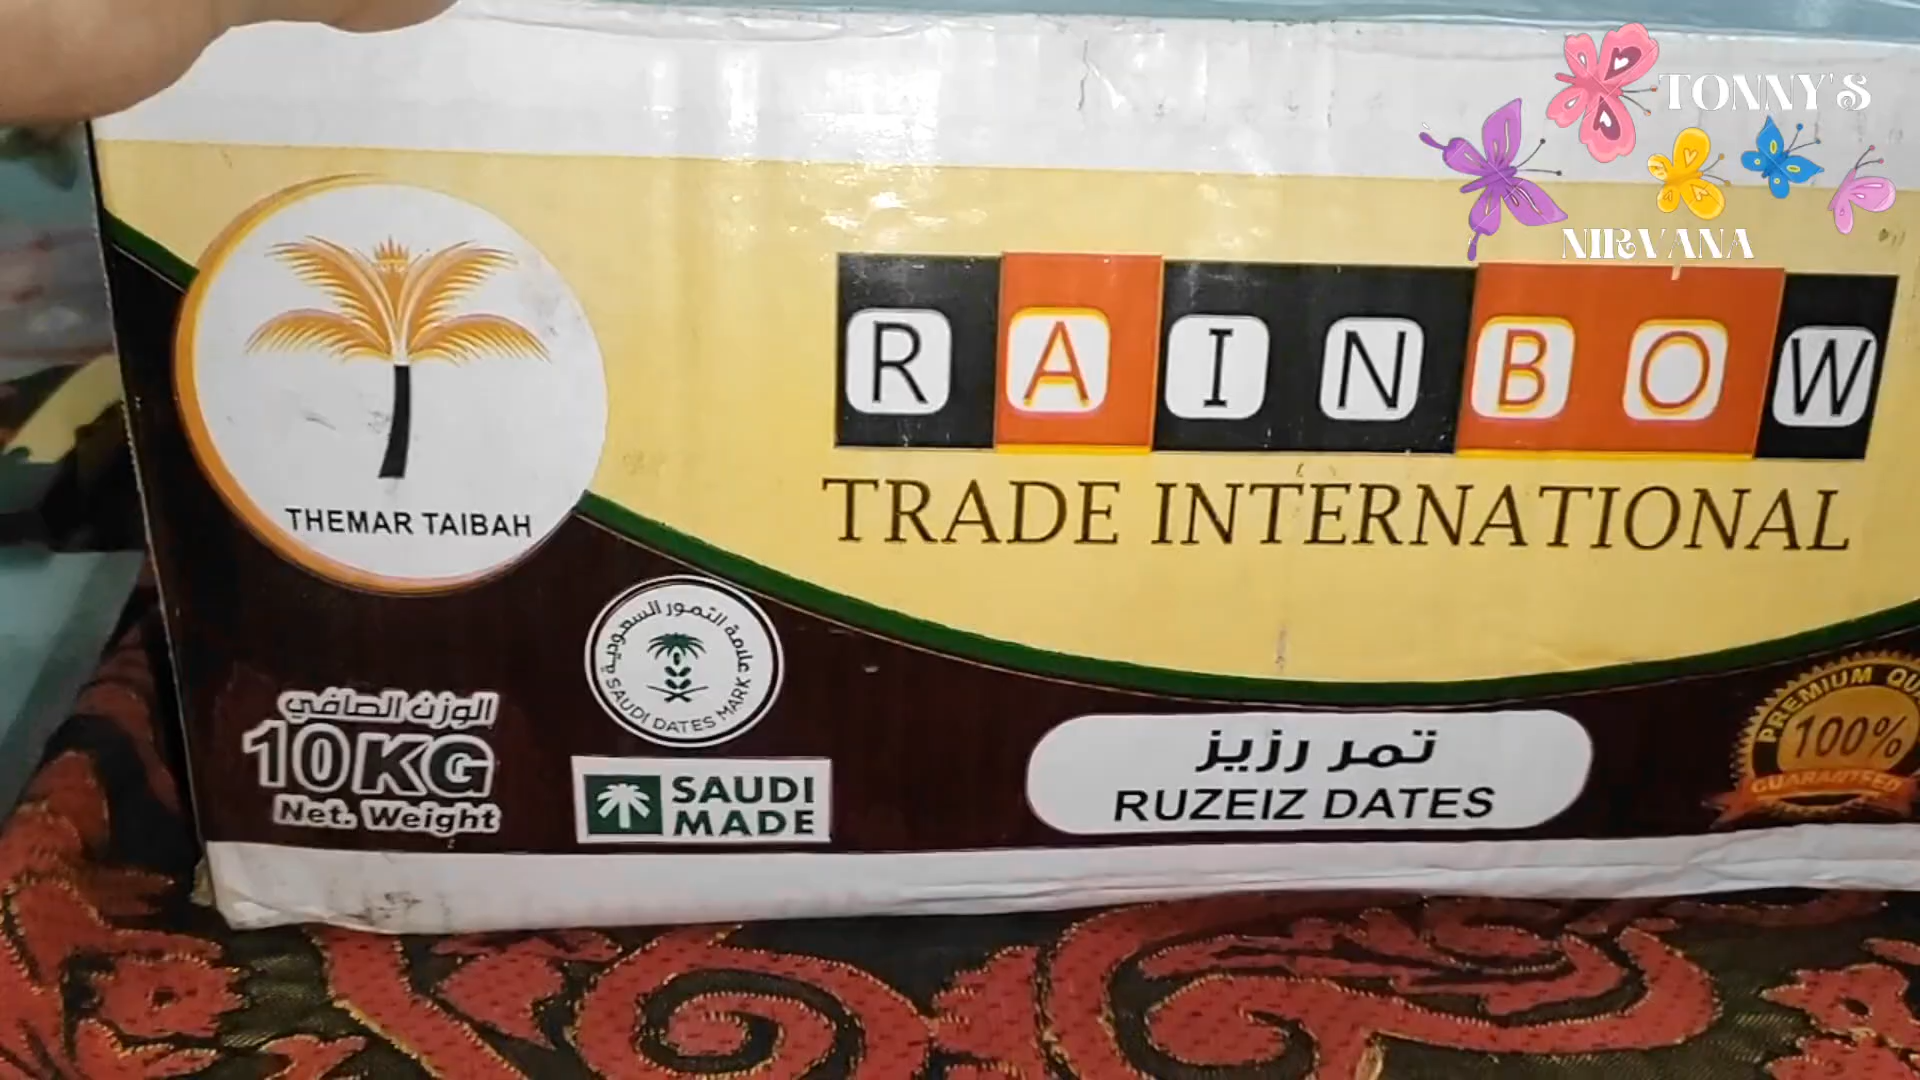 TONNY'S
NIRVANA
RAINBOW
TRADE INTERNATIONAL
THEMAR TAIBAH
علامة التمور السعودية
SAUDI DATES MARK
الوزن الصافي
10KG
Net. Weight
SAUDI
MADE
تمر رزيز
RUZEIZ DATES
PREMIUM
100%
GUARANTEED